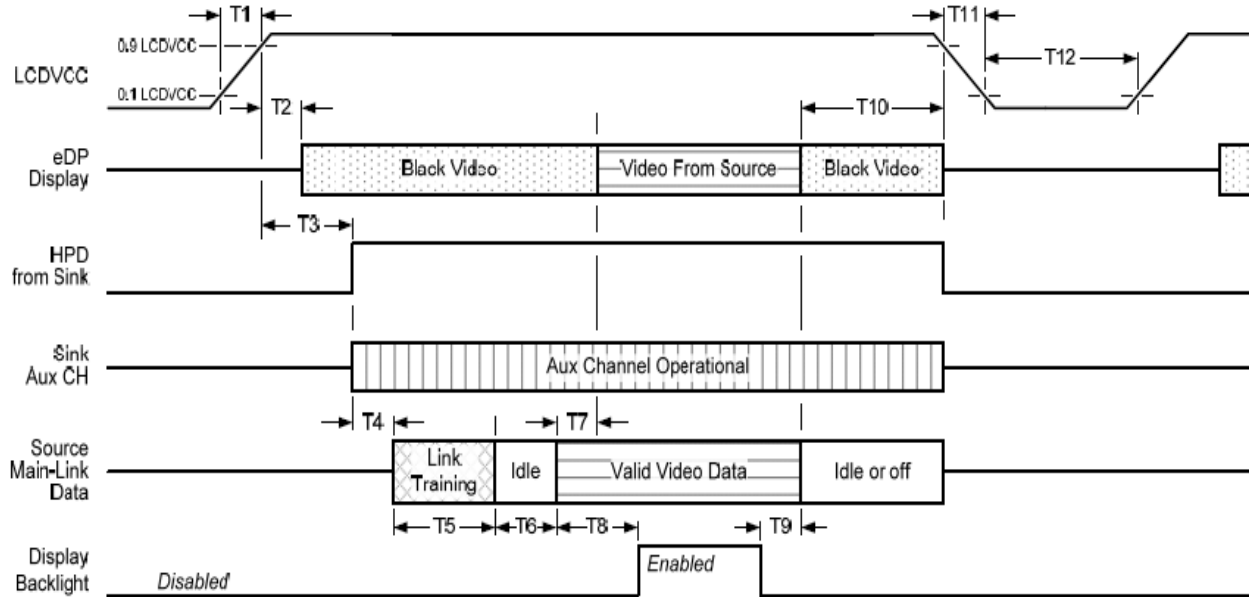 T1
T11
0.9 LCDVCC
T12
LCDVCC
0.1 LCDVCC
T2
T10
eDP
Display
Black Video
Video From Source
Black Video
T3
HPD
from Sink
Sink
Aux CH
Aux Channel Operational
T4
T7
Source
Main-Link
Data
Link
Training
Idle
Valid Video Data
Idle or off
T5
T6
T8
T9
Display
Backlight
Disabled
Enabled